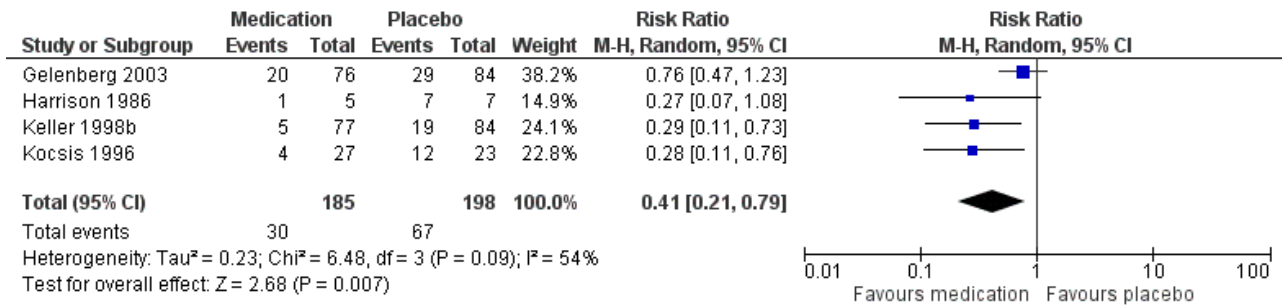 Medication Placebo Risk Ratio Risk Ratio
Study or Subgroup Events Total Events Total Weight M-H, Random, 95% CI M-H, Random, 95% CI
Gelenberg 2003 20 76 29 84 38.2% 0.76 [0.47, 1.23]
Harrison 1986 1 5 7 7 14.9% 0.27 [0.07, 1.08]
Keller 1998b 5 77 19 84 24.1% 0.29 [0.11, 0.73]
Kocsis 1996 4 27 12 23 22.8% 0.28 [0.11, 0.76]
Total (95% CI) 185 198 100.0% 0.41 [0.21, 0.79]
Total events 30 67
Heterogeneity: Tau² = 0.23; Chi² = 6.48, df = 3 (P = 0.09); I² = 54%
Test for overall effect: Z = 2.68 (P = 0.007)
0.01 0.1 1 10 100
Favours medication Favours placebo